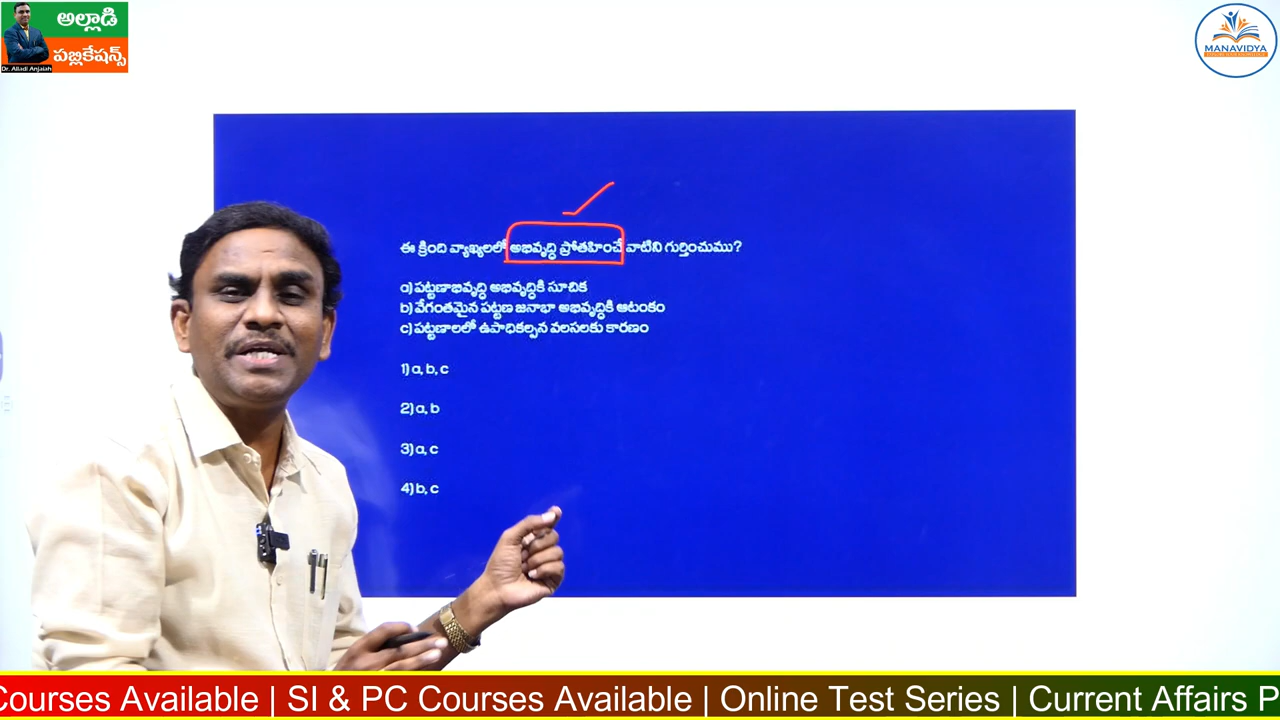 అల్లాడి
పబ్లికేషన్స్
Dr. Alladi Anjaiah
MANAVIDYA
ఈ క్రింది వ్యాఖ్యలలో అభివృద్ధి ప్రోతహించే వాటిని గుర్తించుము?
a) పట్టణాభివృద్ధి అభివృద్ధికి సూచిక
b) వేగంతమైన పట్టణ జనాభా అభివృద్ధికి ఆటంకం
c) పట్టణాలలో ఉపాధికల్పన వలసలకు కారణం
1) a, b, c
2) a, b
3) a, c
4) b, c
Courses Available | SI & PC Courses Available | Online Test Series | Current Affairs P